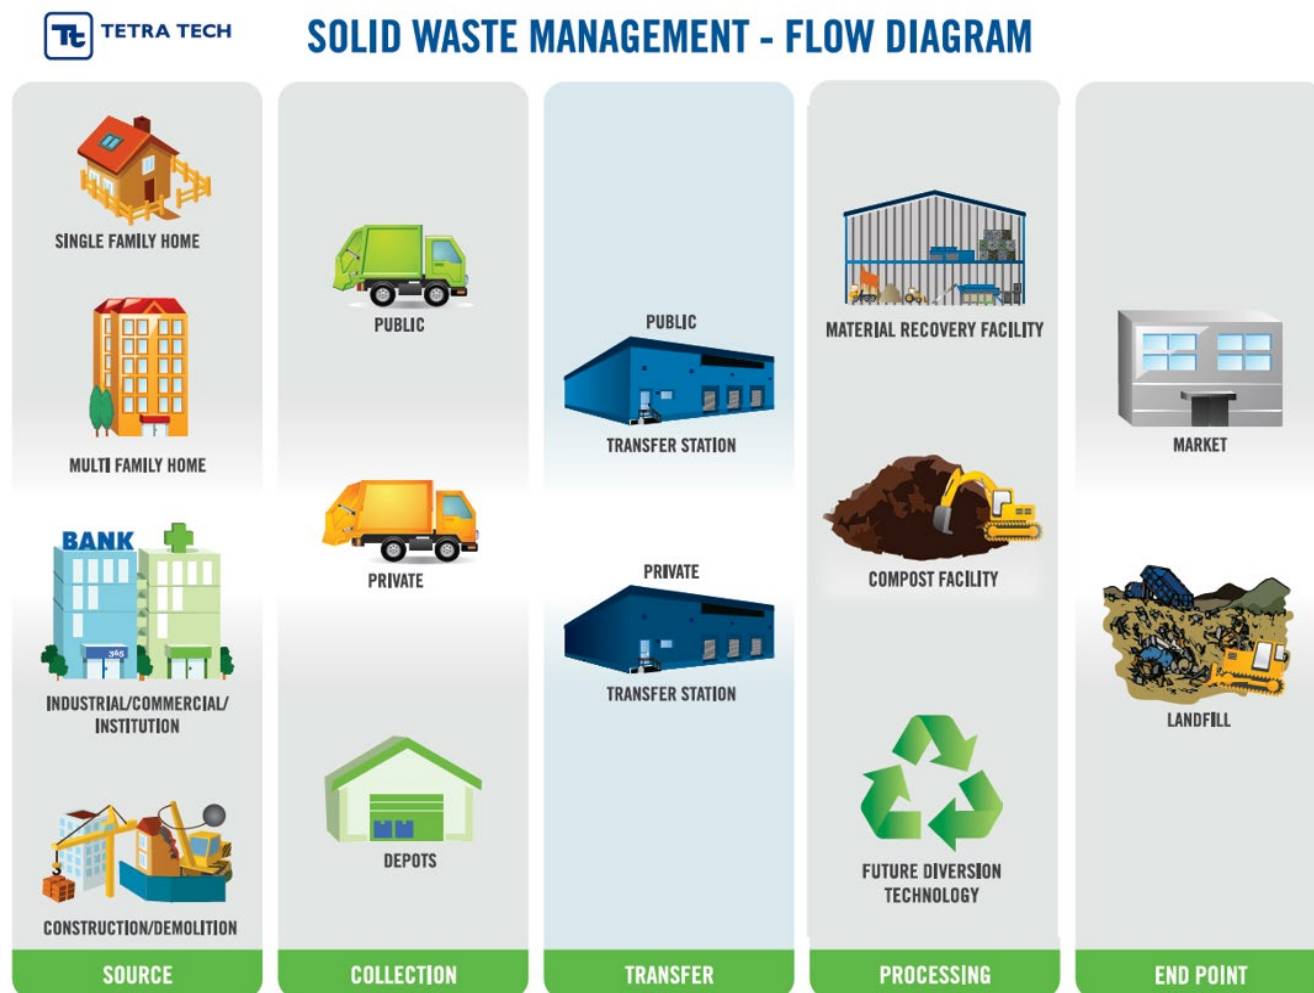 Tt TETRA TECH
SOLID WASTE MANAGEMENT - FLOW DIAGRAM
SINGLE FAMILY HOME
MULTI FAMILY HOME
BANK
365
INDUSTRIAL/COMMERCIAL/
INSTITUTION
CONSTRUCTION/DEMOLITION
SOURCE
PUBLIC
PRIVATE
DEPOTS
COLLECTION
PUBLIC
TRANSFER STATION
PRIVATE
TRANSFER STATION
TRANSFER
MATERIAL RECOVERY FACILITY
COMPOST FACILITY
FUTURE DIVERSION
TECHNOLOGY
PROCESSING
MARKET
LANDFILL
END POINT